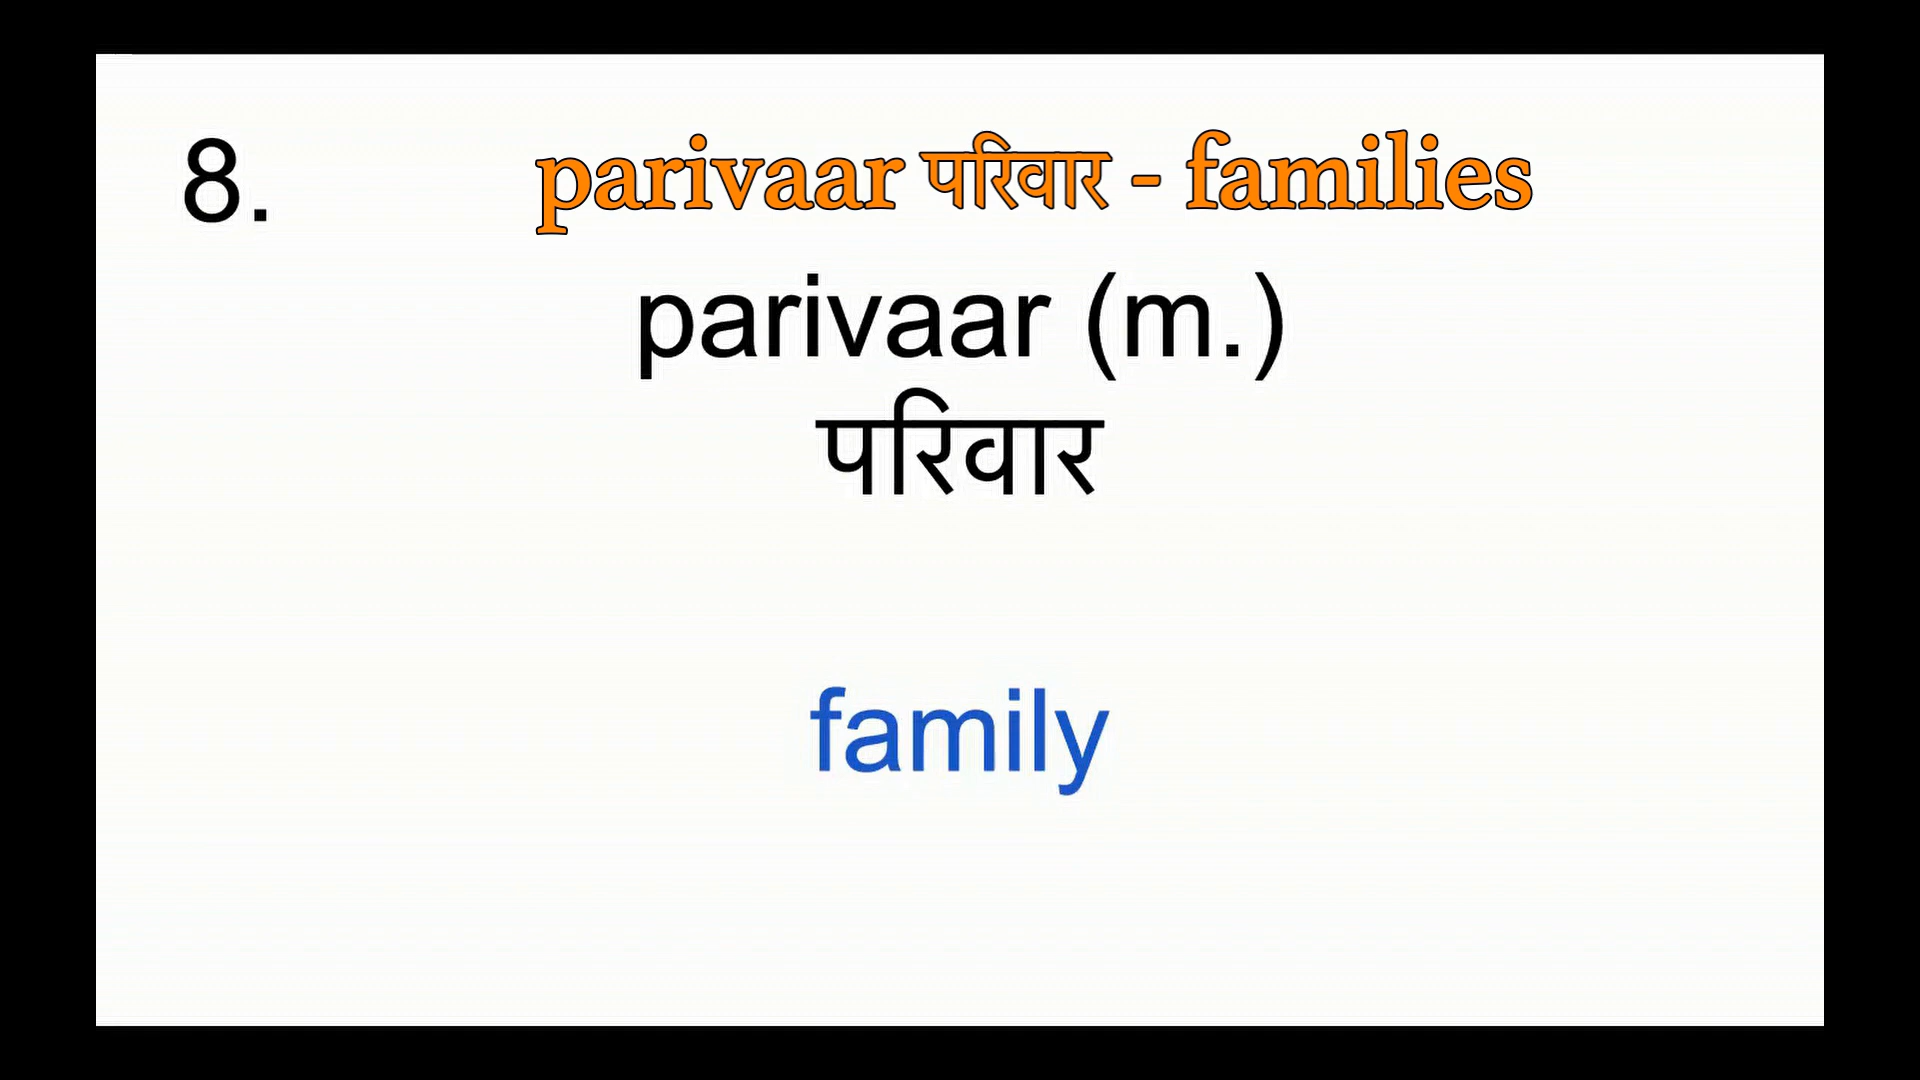 8.
parivaar परिवार - families
parivaar (m.)
परिवार
family